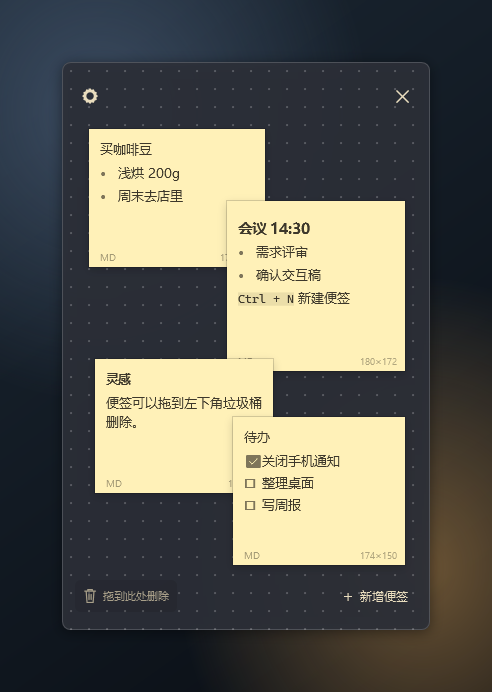 买咖啡豆
• 浅烘 200g
• 周末去店里
MD
会议 14:30
• 需求评审
• 确认交互稿
Ctrl + N 新建便签
180×172
灵感
便签可以拖到左下角垃圾桶
删除。
MD
待办
关闭手机通知
整理桌面
写周报
MD 174×150
拖到此处删除
+ 新增便签